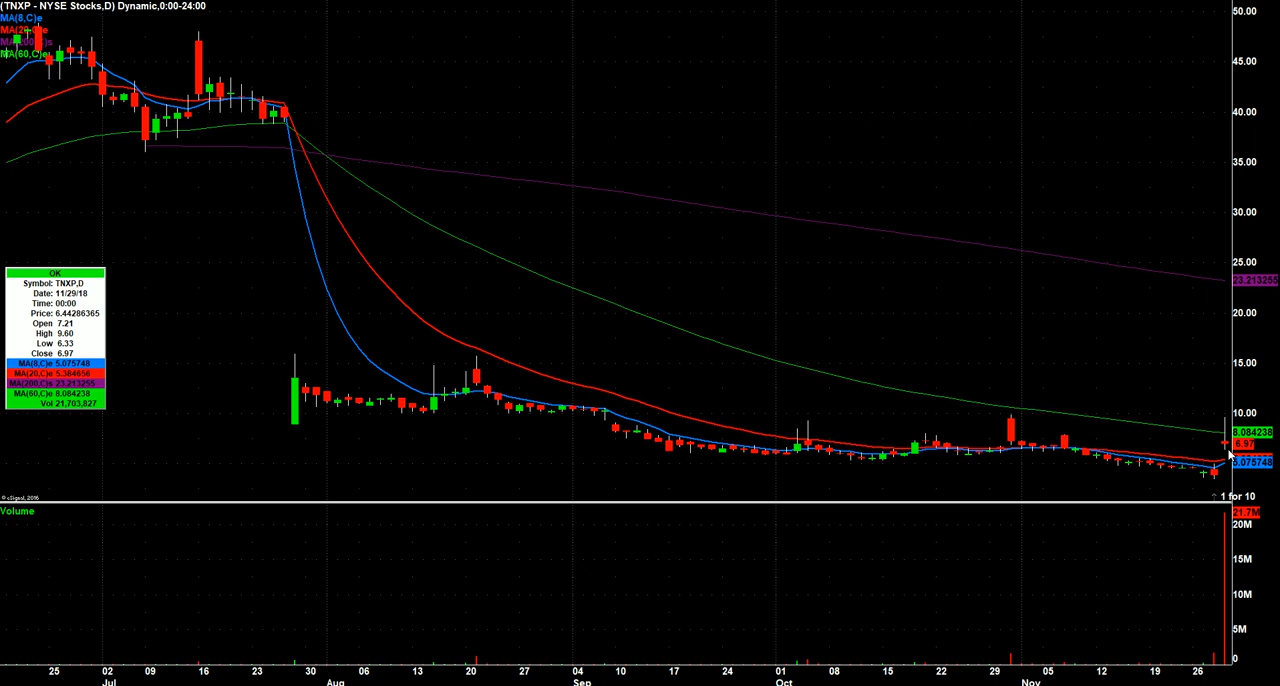 (TNXP - NYSE Stocks,D) Dynamic,0:00-24:00
MA(8,C)e
MA(20,C)e
MA(200,C)s
MA(60,C)e
50.00
45.00
40.00
35.00
30.00
25.00
23.213255
20.00
15.00
10.00
8.084238
6.97
5.075748
OK
Symbol: TNXP,D
Date: 11/29/18
Time: 00:00
Price: 6.44286365
Open 7.21
High 9.60
Low 6.33
Close 6.97
MA(8,C)e 5.075748
MA(20,C)e 5.384656
MA(200,C)s 23.213255
MA(60,C)e 8.084238
Vol 21,703,827
© eSignal, 2016
1 for 10
Volume
21.7M
20M
15M
10M
5M
0
25 02 09 16 23 30 06 13 20 27 04 10 17 24 01 08 15 22 29 05 12 19 26
Jul Aug Sep Oct Nov